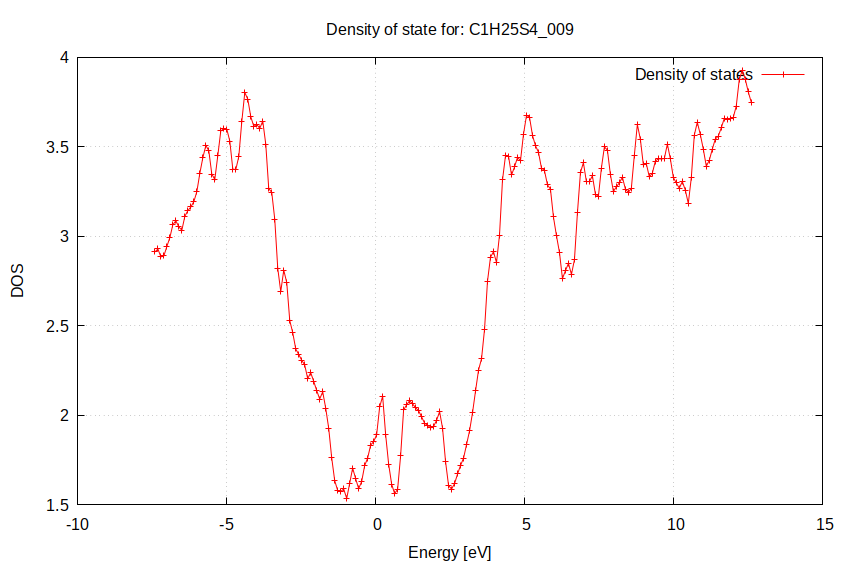 Density of state for: C1H25S4_009
Density of states
4
3.5
3
2.5
2
1.5
DOS
-10 -5 0 5 10 15
Energy [eV]